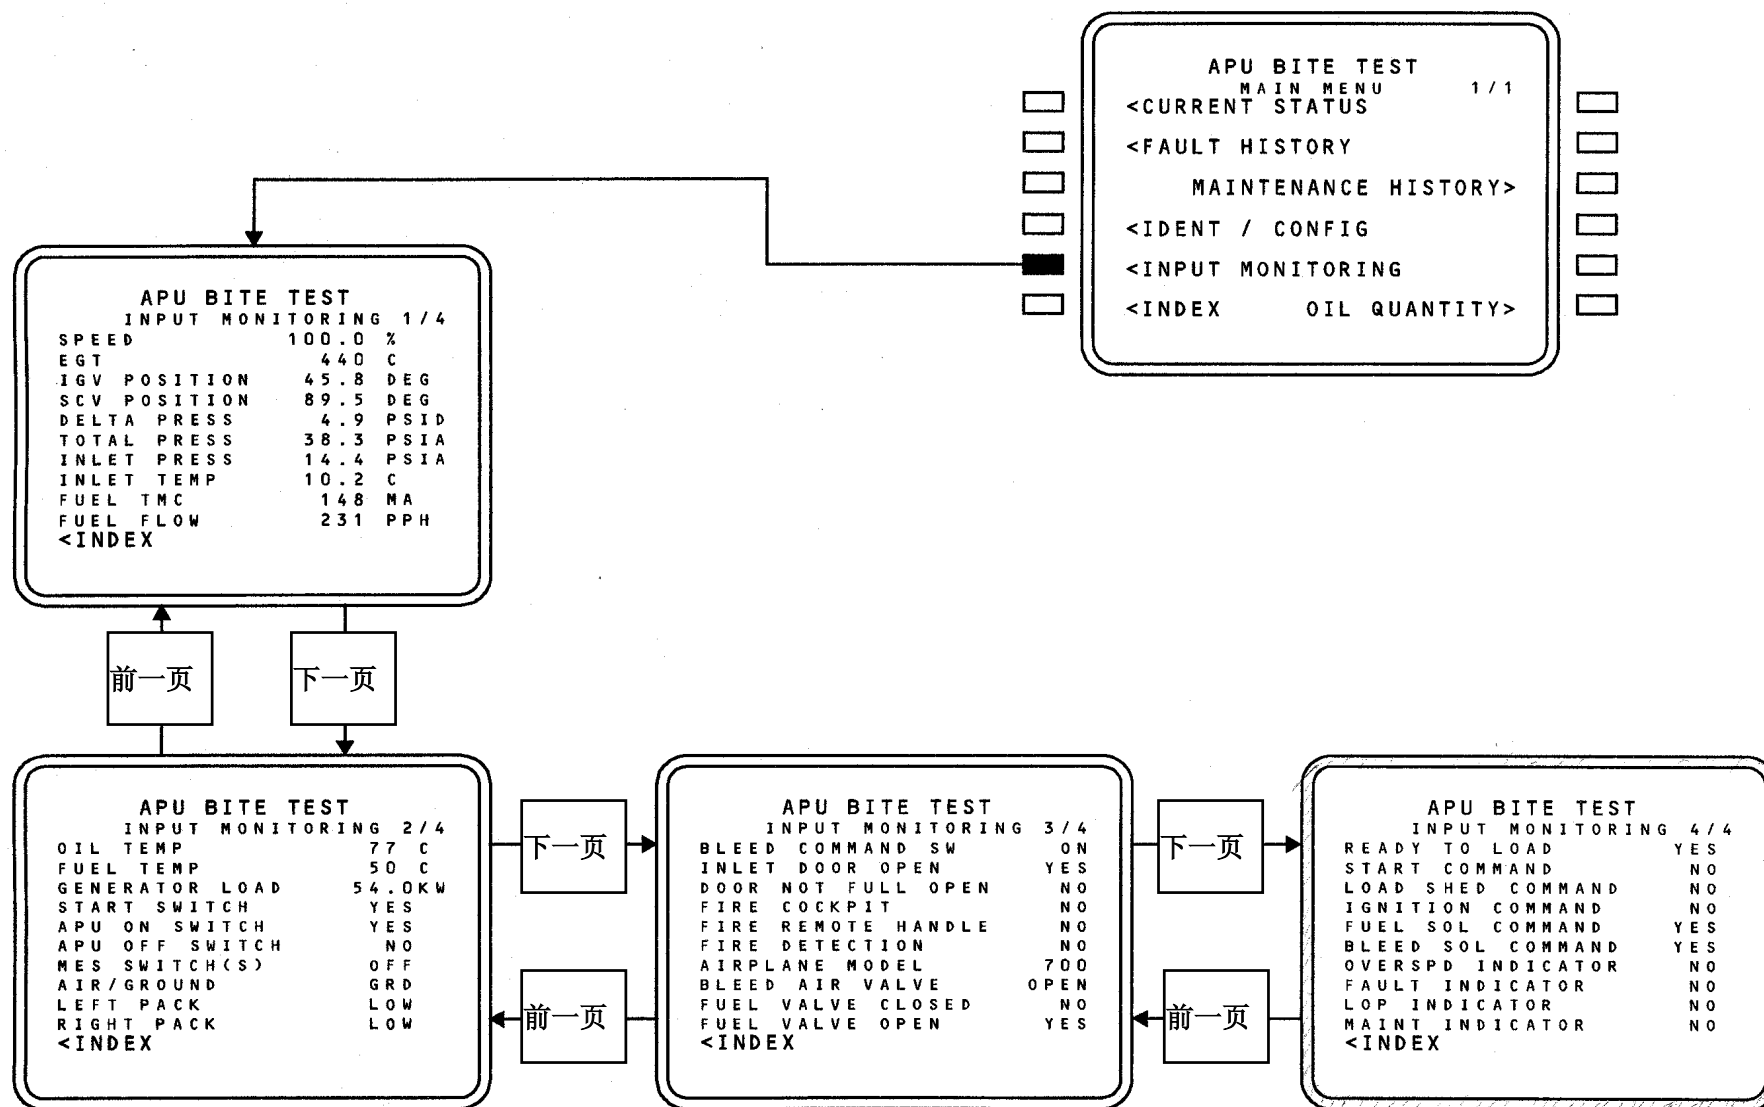 APU BITE TEST
MAIN MENU 1/1
<CURRENT STATUS
<FAULT HISTORY
MAINTENANCE HISTORY>
<IDENT / CONFIG
<INPUT MONITORING
<INDEX OIL QUANTITY>
APU BITE TEST
INPUT MONITORING 1/4
SPEED 100.0 %
EGT 440 C
IGV POSITION 45.8 DEG
SCV POSITION 89.5 DEG
DELTA PRESS 4.9 PSID
TOTAL PRESS 38.3 PSIA
INLET PRESS 14.4 PSIA
INLET TEMP 10.2 C
FUEL TMC 148 MA
FUEL FLOW 231 PPH
<INDEX
前一页
下一页
APU BITE TEST
INPUT MONITORING 2/4
OIL TEMP 77 C
FUEL TEMP 50 C
GENERATOR LOAD 54.0KW
START SWITCH YES
APU ON SWITCH YES
APU OFF SWITCH NO
MES SWITCH(S) OFF
AIR/GROUND GRD
LEFT PACK LOW
RIGHT PACK LOW
<INDEX
下一页
前一页
APU BITE TEST
INPUT MONITORING 3/4
BLEED COMMAND SW ON
INLET DOOR OPEN YES
DOOR NOT FULL OPEN NO
FIRE COCKPIT NO
FIRE REMOTE HANDLE NO
FIRE DETECTION NO
AIRPLANE MODEL 700
BLEED AIR VALVE OPEN
FUEL VALVE CLOSED NO
FUEL VALVE OPEN YES
<INDEX
下一页
前一页
APU BITE TEST
INPUT MONITORING 4/4
READY TO LOAD YES
START COMMAND NO
LOAD SHED COMMAND NO
IGNITION COMMAND NO
FUEL SOL COMMAND YES
BLEED SOL COMMAND YES
OVERSPD INDICATOR NO
FAULT INDICATOR NO
LOP INDICATOR NO
MAINT INDICATOR NO
<INDEX